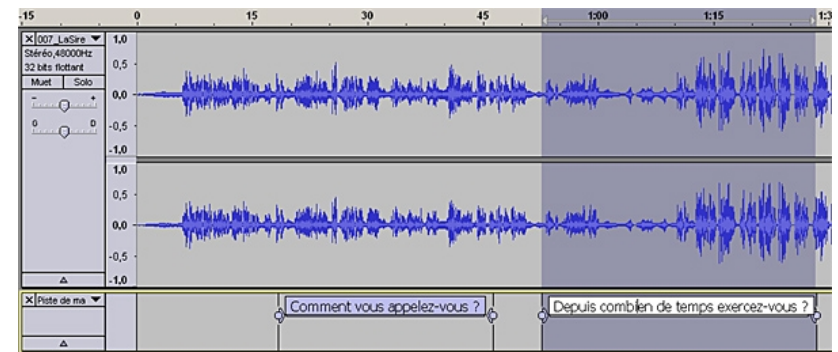 -15 0 15 30 45 1:00 1:15 1:3
X 007_LaSire
Stéréo,48000Hz
32 bits flottant
Muet Solo
- +
G D
1,0
0,5
0,0
-0,5
-1,0
1,0
0,5
0,0
-0,5
-1,0
X Piste de ma
Comment vous appelez-vous ? Depuis combien de temps exercez-vous ?